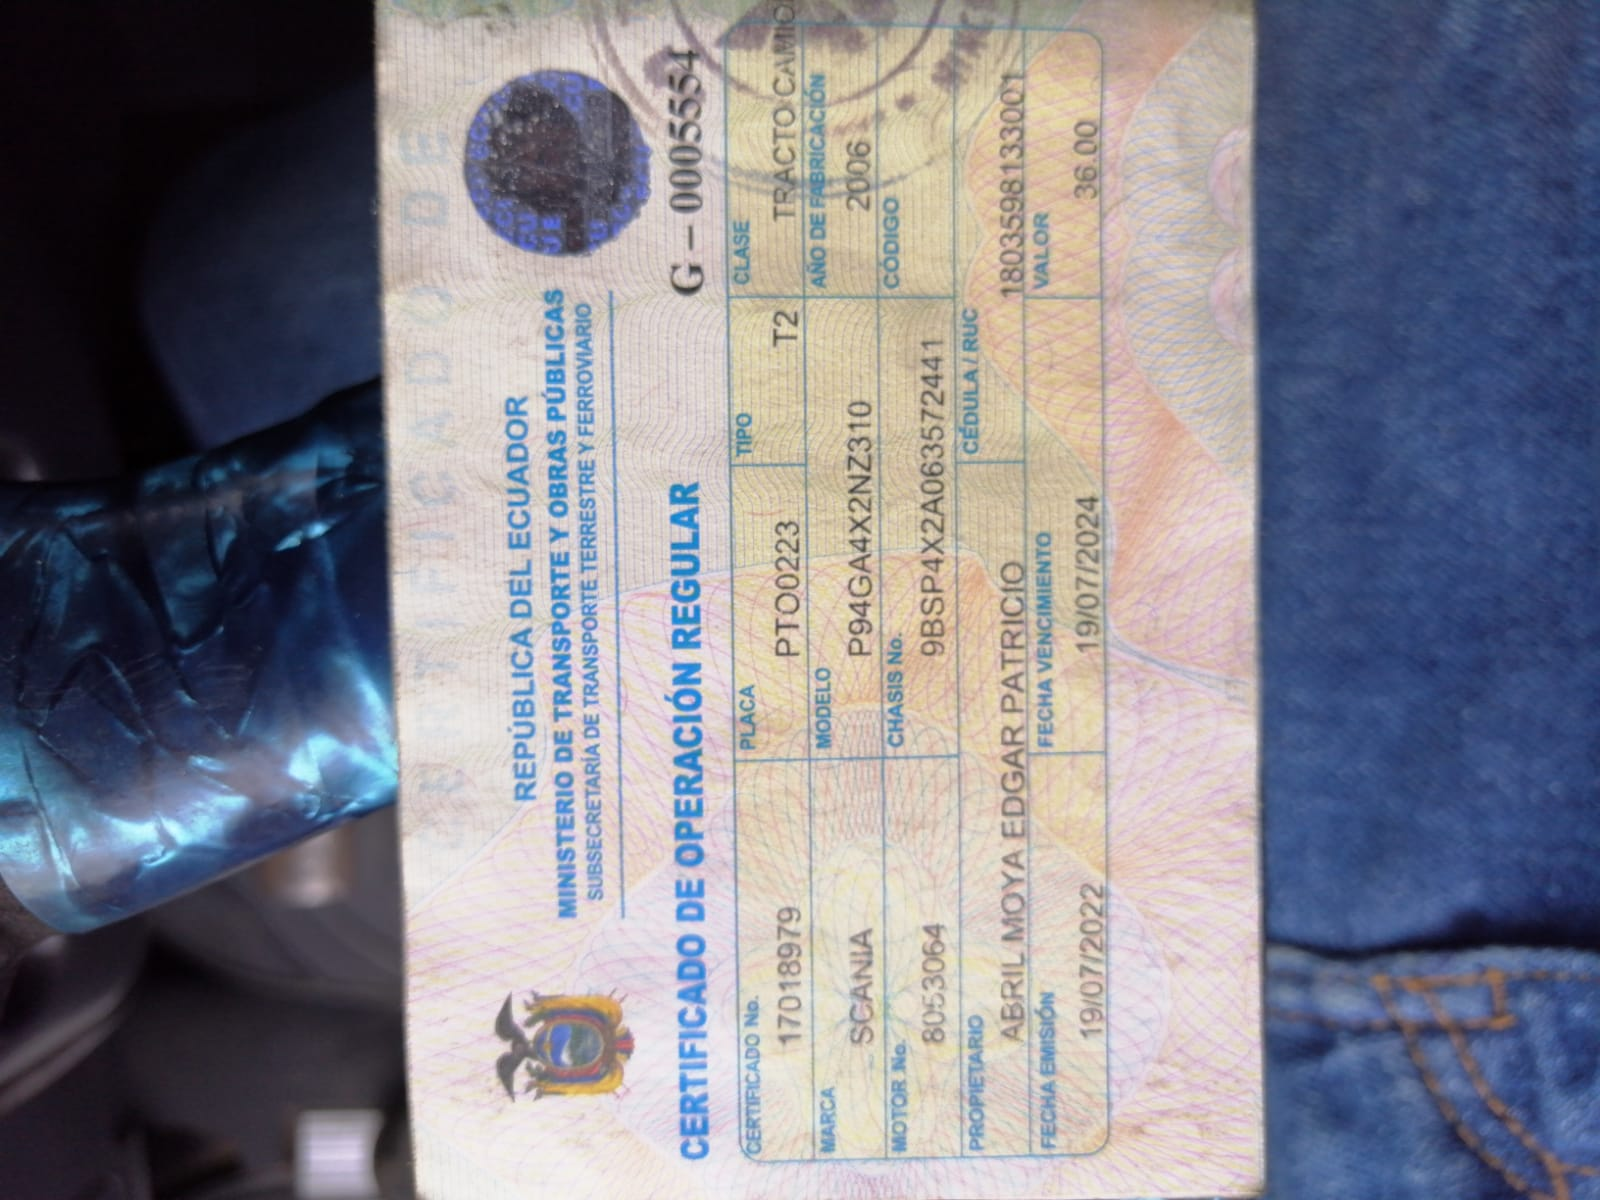 CERTIFICADO DE
REPÚBLICA DEL ECUADOR
MINISTERIO DE TRANSPORTE Y OBRAS PÚBLICAS
SUBSECRETARÍA DE TRANSPORTE TERRESTRE Y FERROVIARIO
CERTIFICADO DE OPERACIÓN REGULAR G – 0005554
CERTIFICADO No. PLACA TIPO CLASE
17018979 PTO0223 T2 TRACTO CAMIO
MARCA MODELO AÑO DE FABRICACIÓN
SCANIA P94GA4X2NZ310 2006
MOTOR No. CHASIS No. CÓDIGO
8053064 9BSP4X2A063572441
PROPIETARIO CÉDULA / RUC
ABRIL MOYA EDGAR PATRICIO 1803598133001
FECHA EMISIÓN FECHA VENCIMIENTO VALOR
19/07/2022 19/07/2024 36.00